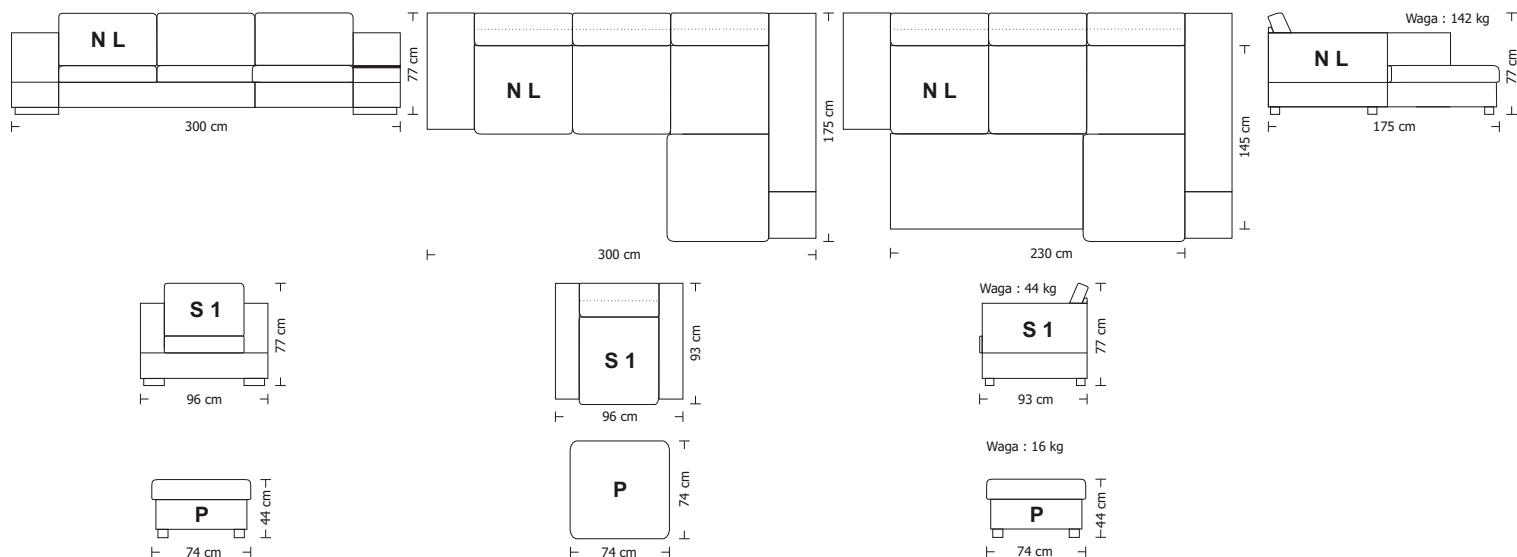 N L
77 cm
300 cm
N L
175 cm
300 cm
N L
145 cm
230 cm
Waga : 142 kg
N L
77 cm
175 cm
S 1
77 cm
96 cm
S 1
93 cm
96 cm
Waga : 44 kg
S 1
77 cm
93 cm
P
44 cm
74 cm
P
74 cm
74 cm
Waga : 16 kg
P
44 cm
74 cm